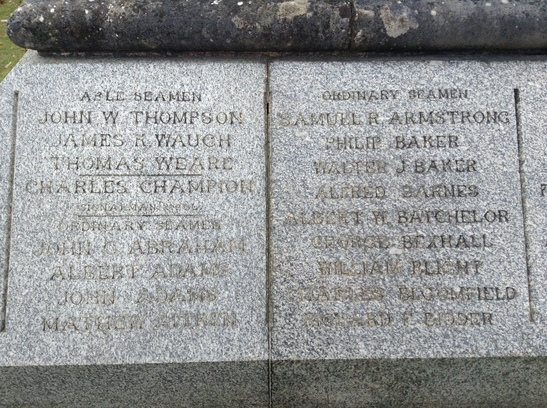 ABLE SEAMEN
JOHN W THOMPSON
JAMES R. WAUGH
THOMAS WEARE
CHARLES CHAMPION
ORDINARY SEAMEN
JOHN C ABRAHAM
ALBERT ADAMS
JOHN ADAMS
MATHEW AITKEN
ORDINARY SEAMEN
SAMUEL R. ARMSTRONG
PHILIP BAKER
WALTER J BAKER
ALFRED BARNES
ALBERT W BATCHELOR
GEORGE BEXHALL
WILLIAM
CHARLES BLOOMFIELD
F BIDDER